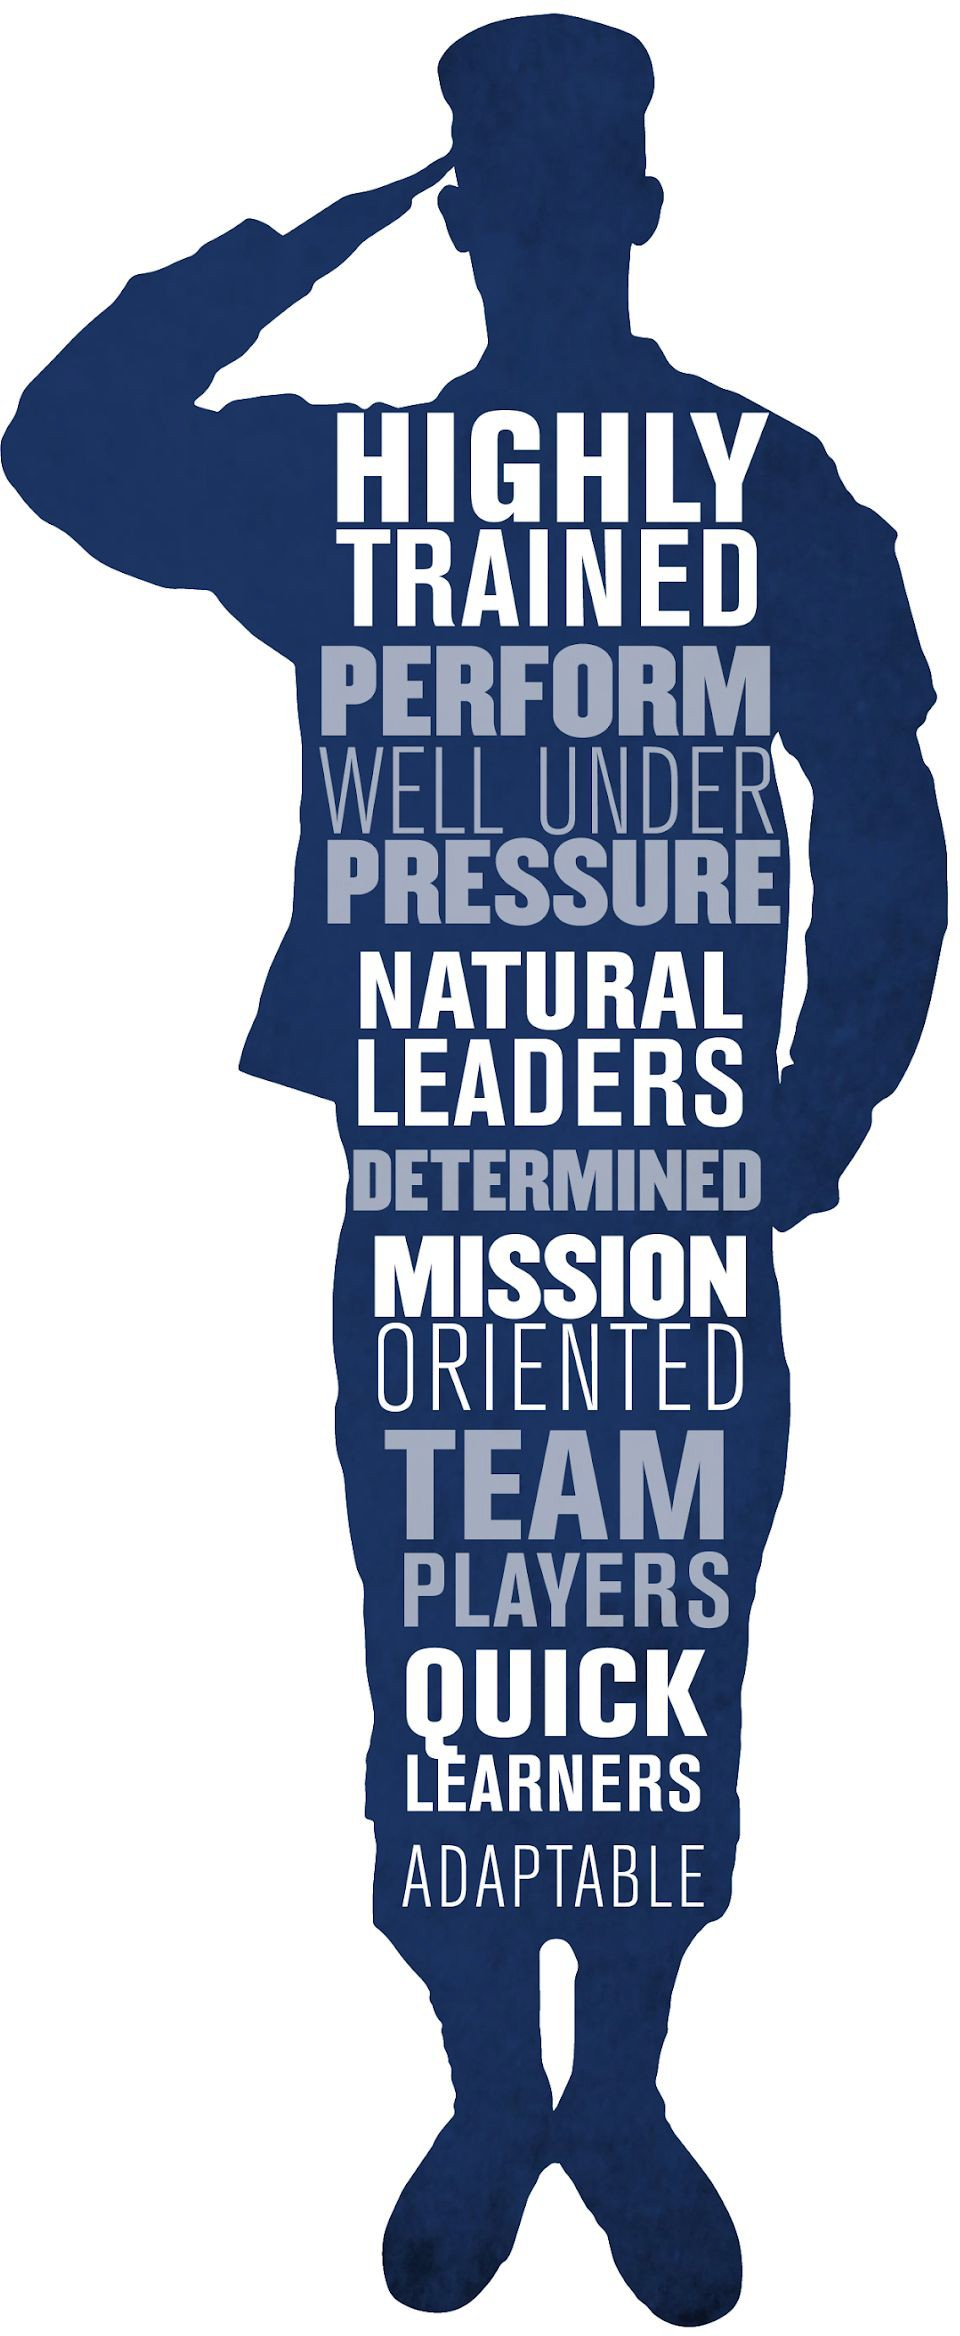 HIGHLY
TRAINED
PERFORM
WELL UNDER
PRESSURE
NATURAL
LEADERS
DETERMINED
MISSION
ORIENTED
TEAM
PLAYERS
QUICK
LEARNERS
ADAPTABLE